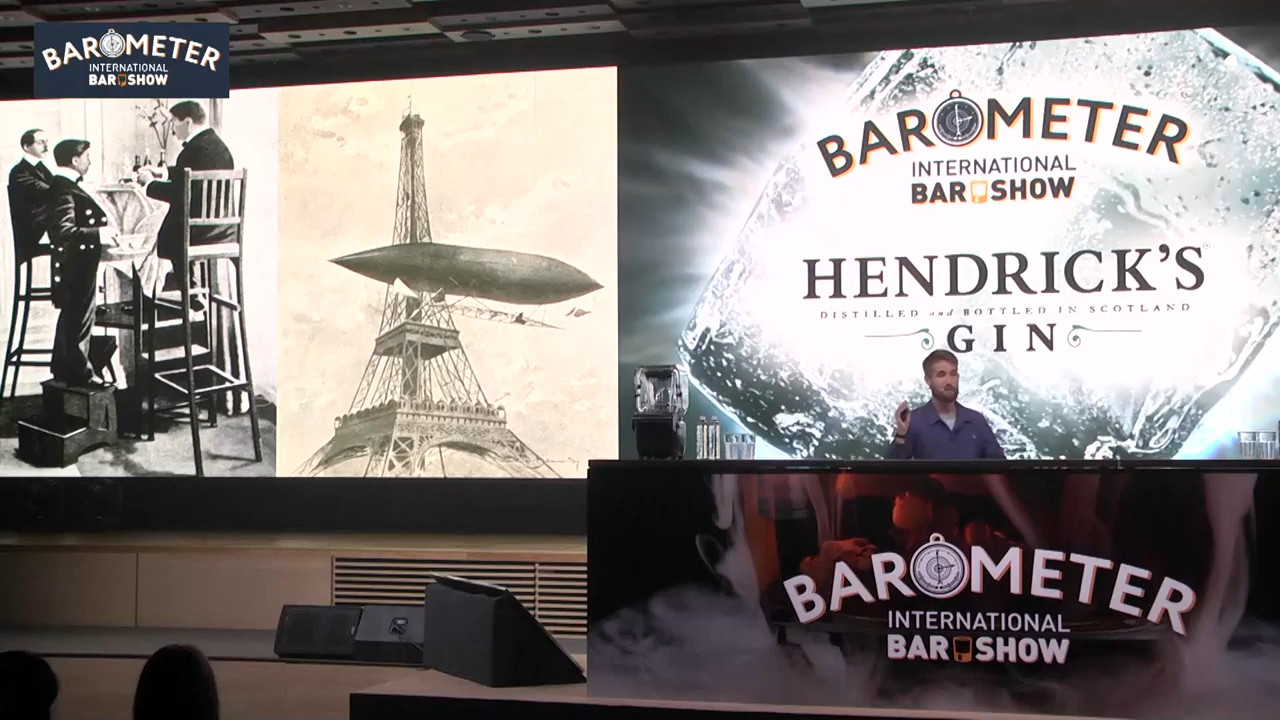 BAROMETER
INTERNATIONAL
BAR SHOW
BAROMETER
INTERNATIONAL
BAR SHOW
HENDRICK'S
DISTILLED and BOTTLED IN SCOTLAND
GIN
BAROMETER
INTERNATIONAL
BAR SHOW